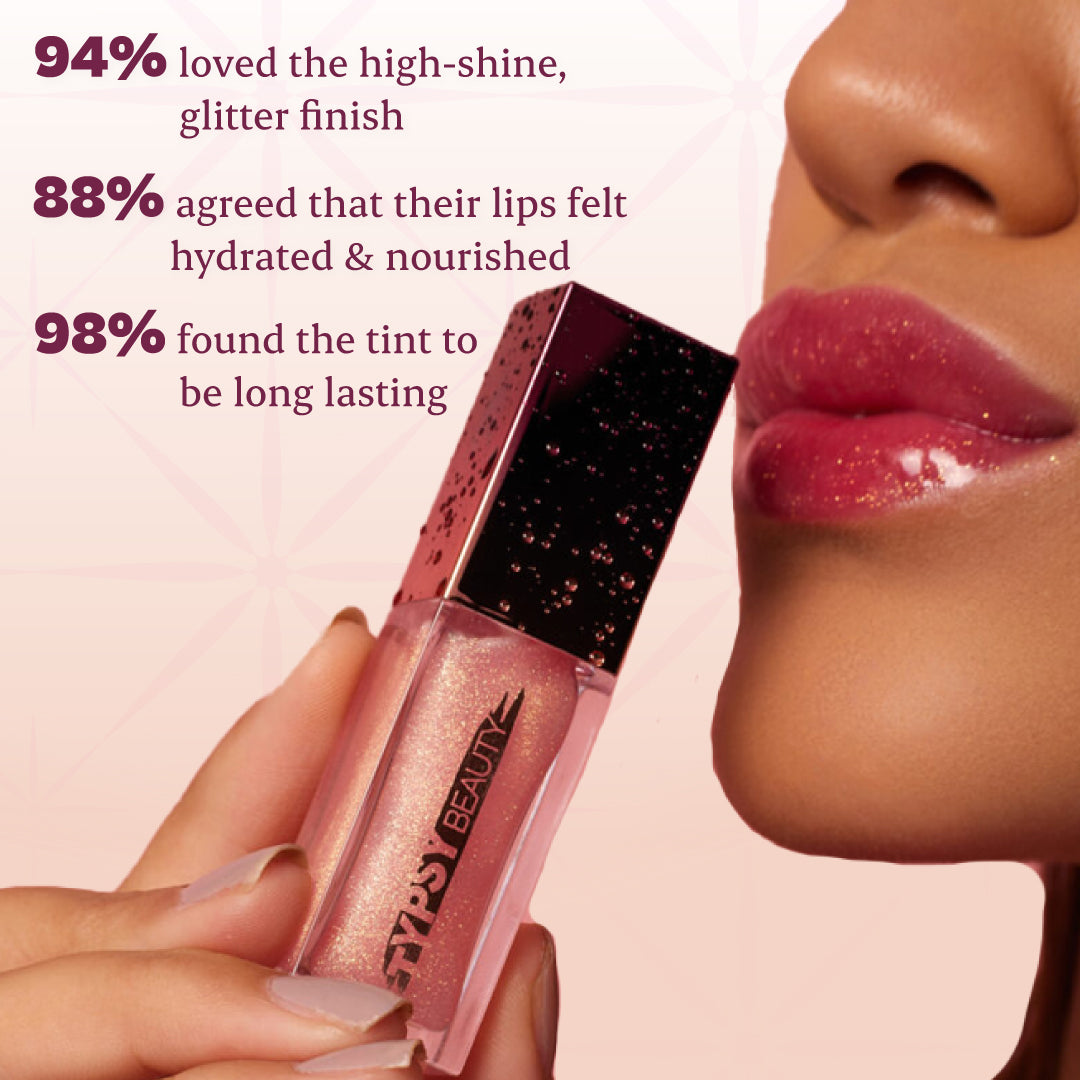 94% loved the high-shine,
glitter finish
88% agreed that their lips felt
hydrated & nourished
98% found the tint to
be long lasting
TYPSY BEAUTY